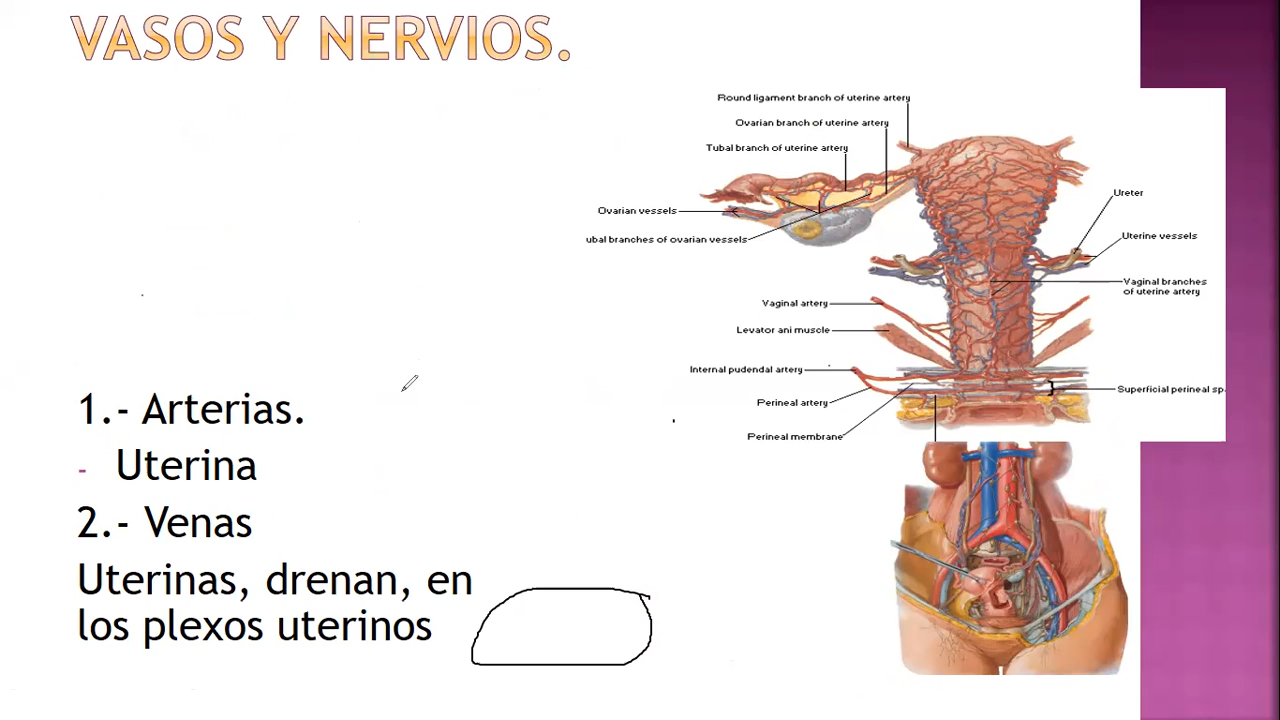 VASOS Y NERVIOS.
Round ligament branch of uterine artery
Ovarian branch of uterine artery
Tubal branch of uterine artery
Ureter
Ovarian vessels
Uterine vessels
ubal branches of ovarian vessels
Vaginal branches
of uterine artery
Vaginal artery
Levator ani muscle
Internal pudendal artery
Superficial perineal sp
Perineal artery
Perineal membrane
1.- Arterias.
- Uterina
2.- Venas
Uterinas, drenan, en
los plexos uterinos